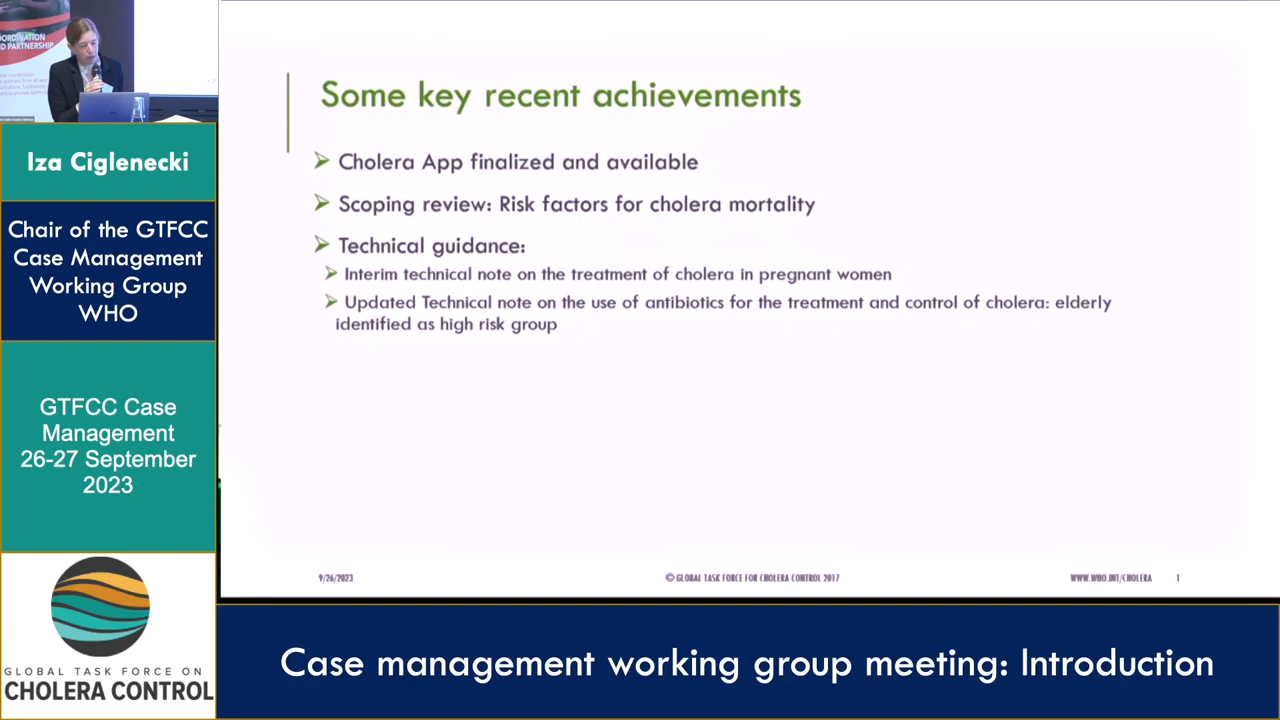 ORDINATION
ND PARTNERSHIP
Iza Ciglenecki
Chair of the GTFCC
Case Management
Working Group
WHO
GTFCC Case
Management
26-27 September
2023
GLOBAL TASK FORCE ON
CHOLERA CONTROL
Some key recent achievements
Cholera App finalized and available
Scoping review: Risk factors for cholera mortality
Technical guidance:
Interim technical note on the treatment of cholera in pregnant women
Updated Technical note on the use of antibiotics for the treatment and control of cholera: elderly
identified as high risk group
9/26/2023
© GLOBAL TASK FORCE FOR CHOLERA CONTROL 2017
WWW.WHO.INT/CHOLERA
1
Case management working group meeting: Introduction